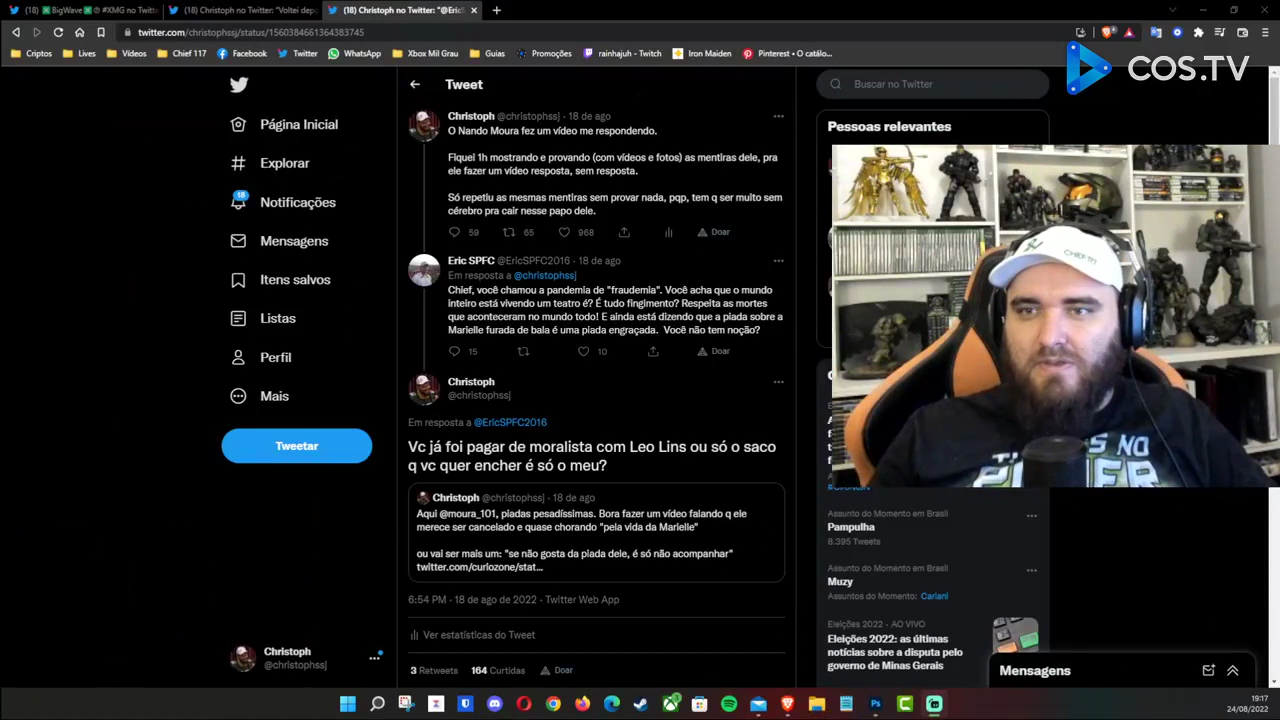 (18) BigWave #XMG no Twitte
(18) Christoph no Twitter: "Voltei depo
(18) Christoph no Twitter: "@EricS
twitter.com/christophssj/status/1560384661364383745
Criptos
Lives
Vídeos
Chief 117
Facebook
Twitter
WhatsApp
Xbox Mil Grau
Guias
Promoções
rainhajuh - Twitch
Iron Maiden
Pinterest • O catálo...
COS.TV
Tweet
Buscar no Twitter
Página Inicial
Explorar
18
Notificações
Mensagens
Itens salvos
Listas
Perfil
Mais
Tweetar
Christoph
@christophssj
Christoph @christophssj · 18 de ago
O Nando Moura fez um vídeo me respondendo.
Fiquei 1h mostrando e provando (com vídeos e fotos) as mentiras dele, pra
ele fazer um vídeo resposta, sem resposta.
Só repetiu as mesmas mentiras sem provar nada, pqp, tem q ser muito sem
cérebro pra cair nesse papo dele.
59 65 968 Doar
Eric SPFC @EricSPFC2016 · 18 de ago
Em resposta a @christophssj
Chief, você chamou a pandemia de "fraudemia". Você acha que o mundo
inteiro está vivendo um teatro é? É tudo fingimento? Respeita as mortes
que aconteceram no mundo todo! E ainda está dizendo que a piada sobre a
Marielle furada de bala é uma piada engraçada. Você não tem noção?
15 10 Doar
Christoph
@christophssj
Em resposta a @EricSPFC2016
Vc já foi pagar de moralista com Leo Lins ou só o saco
q vc quer encher é só o meu?
Christoph @christophssj · 18 de ago
Aqui @moura_101, piadas pesadíssimas. Bora fazer um vídeo falando q ele
merece ser cancelado e quase chorando "pela vida da Marielle"
ou vai ser mais um: "se não gosta da piada dele, é só não acompanhar"
twitter.com/curiozone/stat...
6:54 PM · 18 de ago de 2022 · Twitter Web App
Ver estatísticas do Tweet
3 Retweets 164 Curtidas Doar
Pessoas relevantes
CHIEF 117
Assunto do Momento em Brasil
Pampulha
8.395 Tweets
Assunto do Momento em Brasil
Muzy
Assuntos do Momento: Cariani
Eleições 2022 · AO VIVO
Eleições 2022: as últimas
notícias sobre a disputa pelo
governo de Minas Gerais
Mensagens
19:17
24/08/2022